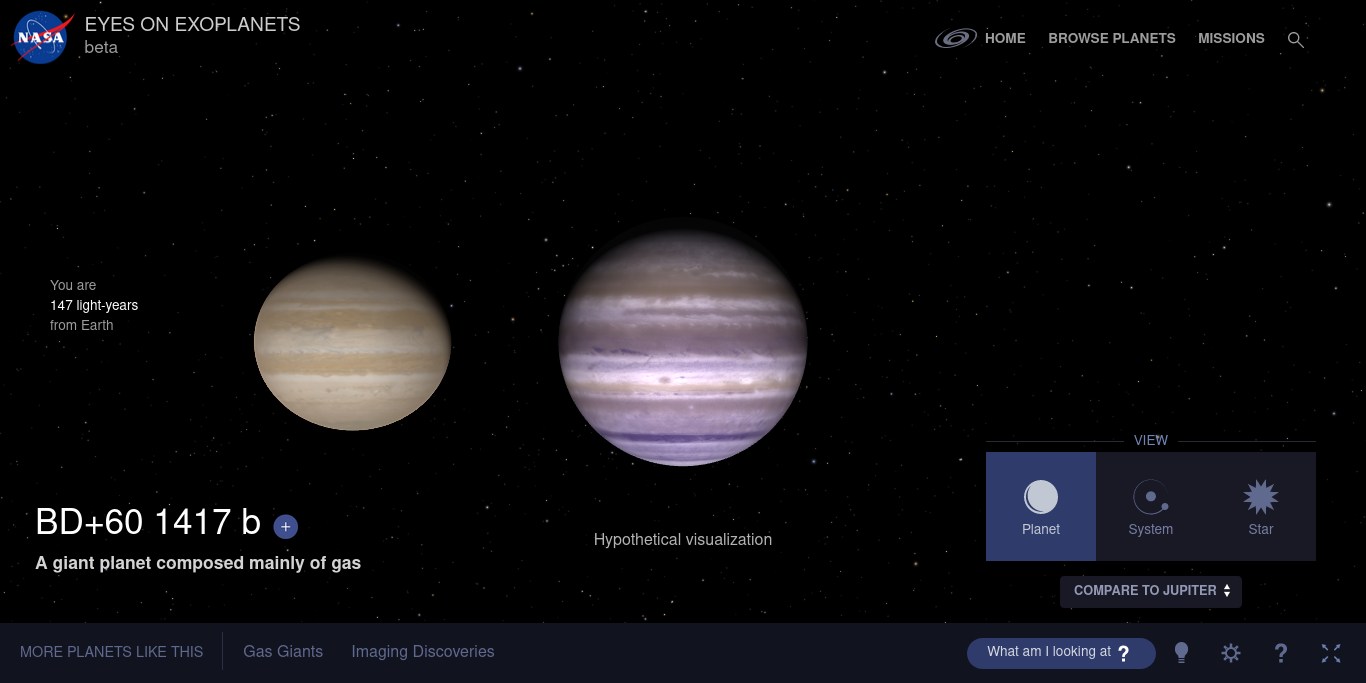 NASA
EYES ON EXOPLANETS
beta
HOME
BROWSE PLANETS
MISSIONS
You are
147 light-years
from Earth
BD+60 1417 b +
A giant planet composed mainly of gas
Hypothetical visualization
VIEW
Planet
System
Star
COMPARE TO JUPITER
MORE PLANETS LIKE THIS
Gas Giants
Imaging Discoveries
What am I looking at ?
?